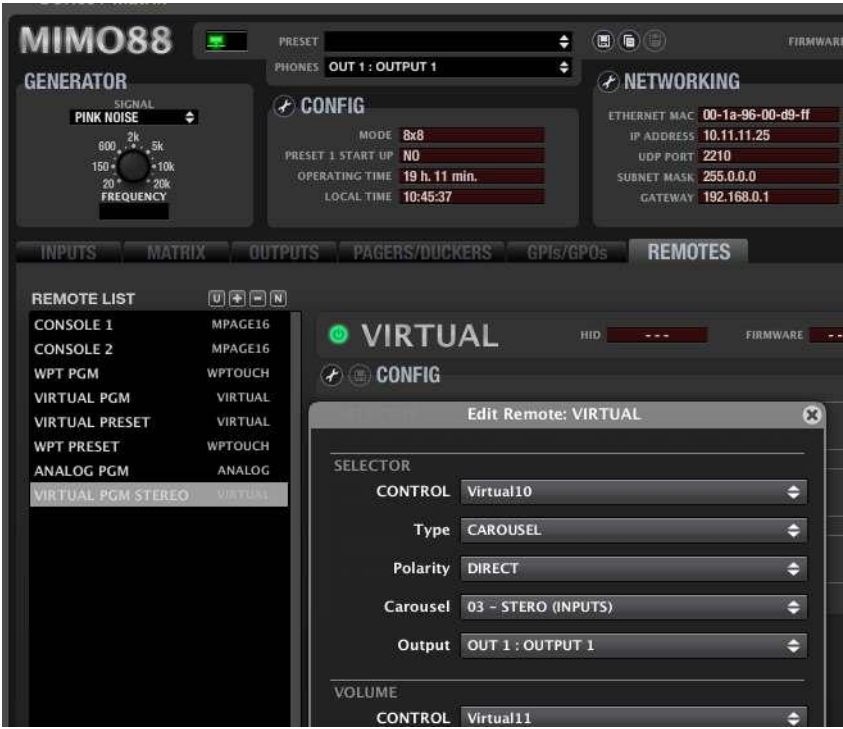 MIMO88
PRESET
PHONES OUT 1 : OUTPUT 1
FIRMWARE
GENERATOR
SIGNAL
PINK NOISE
600 2k 5k
150 10k
20 20k
FREQUENCY
CONFIG
MODE 8x8
PRESET 1 START UP NO
OPERATING TIME 19 h. 11 min.
LOCAL TIME 10:45:37
NETWORKING
ETHERNET MAC 00-1a-96-00-d9-ff
IP ADDRESS 10.11.11.25
UDP PORT 2210
SUBNET MASK 255.0.0.0
GATEWAY 192.168.0.1
INPUTS MATRIX OUTPUTS PAGERS/DUCKERS GPIs/GPOs REMOTES
REMOTE LIST U + - N
CONSOLE 1 MPAGE16
CONSOLE 2 MPAGE16
WPT PGM WPTOUCH
VIRTUAL PGM VIRTUAL
VIRTUAL PRESET VIRTUAL
WPT PRESET WPTOUCH
ANALOG PGM ANALOG
VIRTUAL PGM STEREO VIRTUAL
VIRTUAL HID --- FIRMWARE --
CONFIG
Edit Remote: VIRTUAL
SELECTOR
CONTROL Virtual10
Type CAROUSEL
Polarity DIRECT
Carousel 03 - STERO (INPUTS)
Output OUT 1 : OUTPUT 1
VOLUME
CONTROL Virtual11